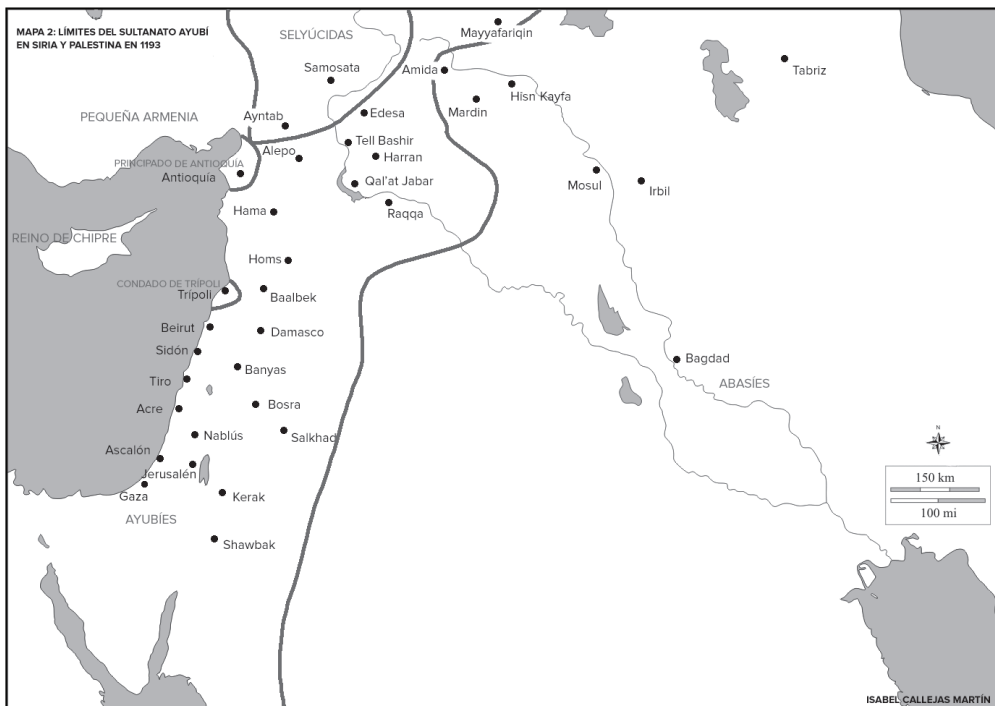 MAPA 2: LÍMITES DEL SULTANATO AYUBÍ
EN SIRIA Y PALESTINA EN 1193
SELYÚCIDAS
Mayyafariqin
Samosata
Amida
Tabriz
Hisn Kayfa
Mardin
PEQUEÑA ARMENIA
Ayntab
Edesa
Tell Bashir
Alepo
Harran
PRINCIPADO DE ANTIOQUÍA
Antioquía
Qal'at Jabar
Mosul
Irbil
Raqqa
Hama
REINO DE CHIPRE
Homs
CONDADO DE TRÍPOLI
Trípoli
Baalbek
Beirut
Damasco
Sidón
Bagdad
Banyas
Tiro
ABASÍES
Acre
Bosra
Nablús
Salkhad
N
Ascalón
Jerusalén
150 km
Gaza
Kerak
100 mi
AYUBÍES
Shawbak
ISABEL CALLEJAS MARTÍN